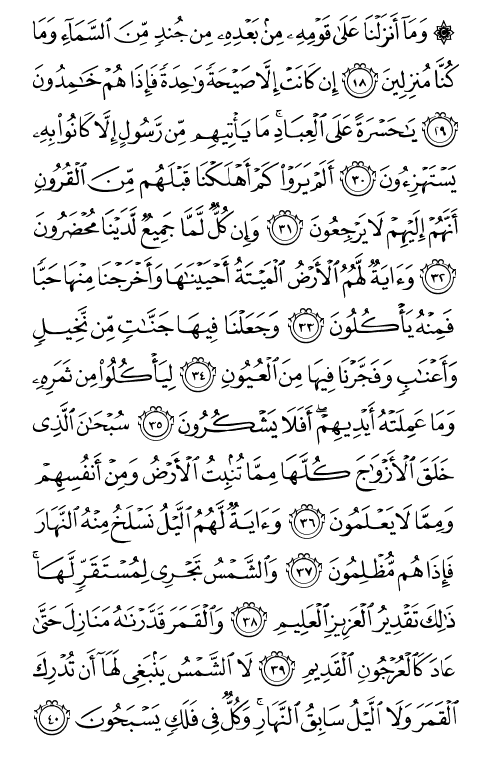 ۞ وَمَآ أَنزَلْنَا عَلَىٰ قَوْمِهِۦ مِنۢ بَعْدِهِۦ مِن جُندٍ مِّنَ ٱلسَّمَآءِ وَمَا
كُنَّا مُنزِلِينَ ۝٢٨ إِن كَانَتْ إِلَّا صَيْحَةً وَٰحِدَةً فَإِذَا هُمْ خَـٰمِدُونَ
۝٢٩ يَـٰحَسْرَةً عَلَى ٱلْعِبَادِ ۚ مَا يَأْتِيهِم مِّن رَّسُولٍ إِلَّا كَانُوا۟ بِهِۦ
يَسْتَهْزِءُونَ ۝٣٠ أَلَمْ يَرَوْا۟ كَمْ أَهْلَكْنَا قَبْلَهُم مِّنَ ٱلْقُرُونِ
أَنَّهُمْ إِلَيْهِمْ لَا يَرْجِعُونَ ۝٣١ وَإِن كُلٌّ لَّمَّا جَمِيعٌ لَّدَيْنَا مُحْضَرُونَ
۝٣٢ وَءَايَةٌ لَّهُمُ ٱلْأَرْضُ ٱلْمَيْتَةُ أَحْيَيْنَـٰهَا وَأَخْرَجْنَا مِنْهَا حَبًّا
فَمِنْهُ يَأْكُلُونَ ۝٣٣ وَجَعَلْنَا فِيهَا جَنَّـٰتٍ مِّن نَّخِيلٍ
وَأَعْنَـٰبٍ وَفَجَّرْنَا فِيهَا مِنَ ٱلْعُيُونِ ۝٣٤ لِيَأْكُلُوا۟ مِن ثَمَرِهِۦ
وَمَا عَمِلَتْهُ أَيْدِيهِمْ ۖ أَفَلَا يَشْكُرُونَ ۝٣٥ سُبْحَـٰنَ ٱلَّذِى
خَلَقَ ٱلْأَزْوَٰجَ كُلَّهَا مِمَّا تُنۢبِتُ ٱلْأَرْضُ وَمِنْ أَنفُسِهِمْ
وَمِمَّا لَا يَعْلَمُونَ ۝٣٦ وَءَايَةٌ لَّهُمُ ٱلَّيْلُ نَسْلَخُ مِنْهُ ٱلنَّهَارَ
فَإِذَا هُم مُّظْلِمُونَ ۝٣٧ وَٱلشَّمْسُ تَجْرِى لِمُسْتَقَرٍّ لَّهَا ۚ
ذَٰلِكَ تَقْدِيرُ ٱلْعَزِيزِ ٱلْعَلِيمِ ۝٣٨ وَٱلْقَمَرَ قَدَّرْنَـٰهُ مَنَازِلَ حَتَّىٰ
عَادَ كَٱلْعُرْجُونِ ٱلْقَدِيمِ ۝٣٩ لَا ٱلشَّمْسُ يَنۢبَغِى لَهَآ أَن تُدْرِكَ
ٱلْقَمَرَ وَلَا ٱلَّيْلُ سَابِقُ ٱلنَّهَارِ ۚ وَكُلٌّ فِى فَلَكٍ يَسْبَحُونَ ۝٤٠